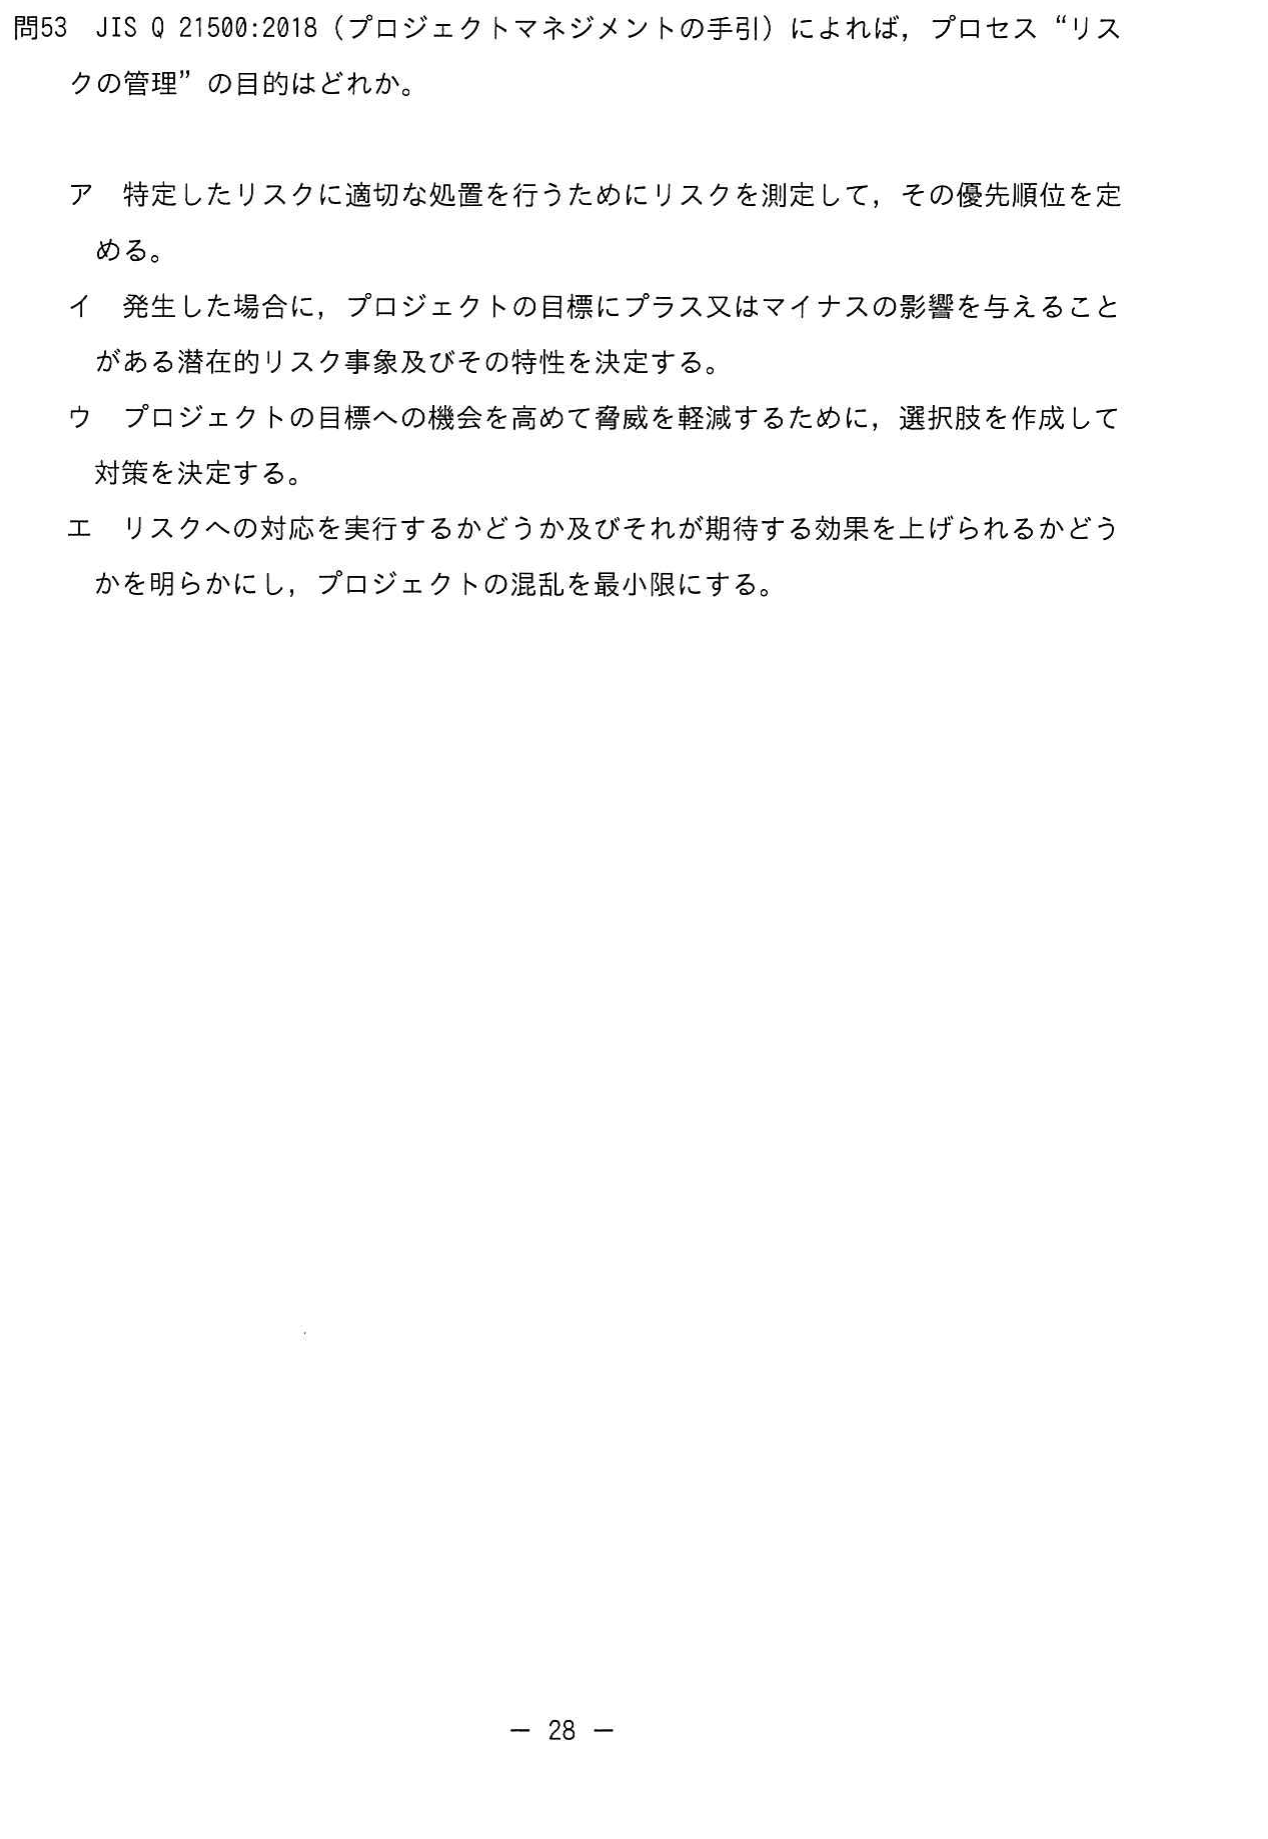 問53　JIS Q 21500:2018（プロジェクトマネジメントの手引）によれば，プロセス“リス
クの管理”の目的はどれか。
ア　特定したリスクに適切な処置を行うためにリスクを測定して，その優先順位を定
める。
イ　発生した場合に，プロジェクトの目標にプラス又はマイナスの影響を与えること
がある潜在的リスク事象及びその特性を決定する。
ウ　プロジェクトの目標への機会を高めて脅威を軽減するために，選択肢を作成して
対策を決定する。
エ　リスクへの対応を実行するかどうか及びそれが期待する効果を上げられるかどう
かを明らかにし，プロジェクトの混乱を最小限にする。
－ 28 －